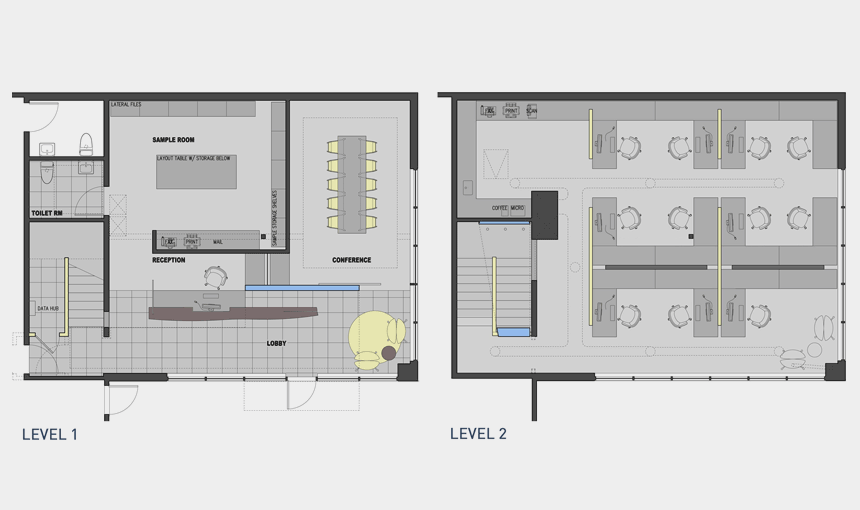 LATERAL FILES
SAMPLE ROOM
LAYOUT TABLE W/ STORAGE BELOW
SAMPLE STORAGE SHELVES
TOILET RM
FAX
PRINT
MAIL
RECEPTION
CONFERENCE
DATA HUB
LOBBY
LEVEL 1
FAX
PRINT
SCAN
COFFEE MICRO
LEVEL 2